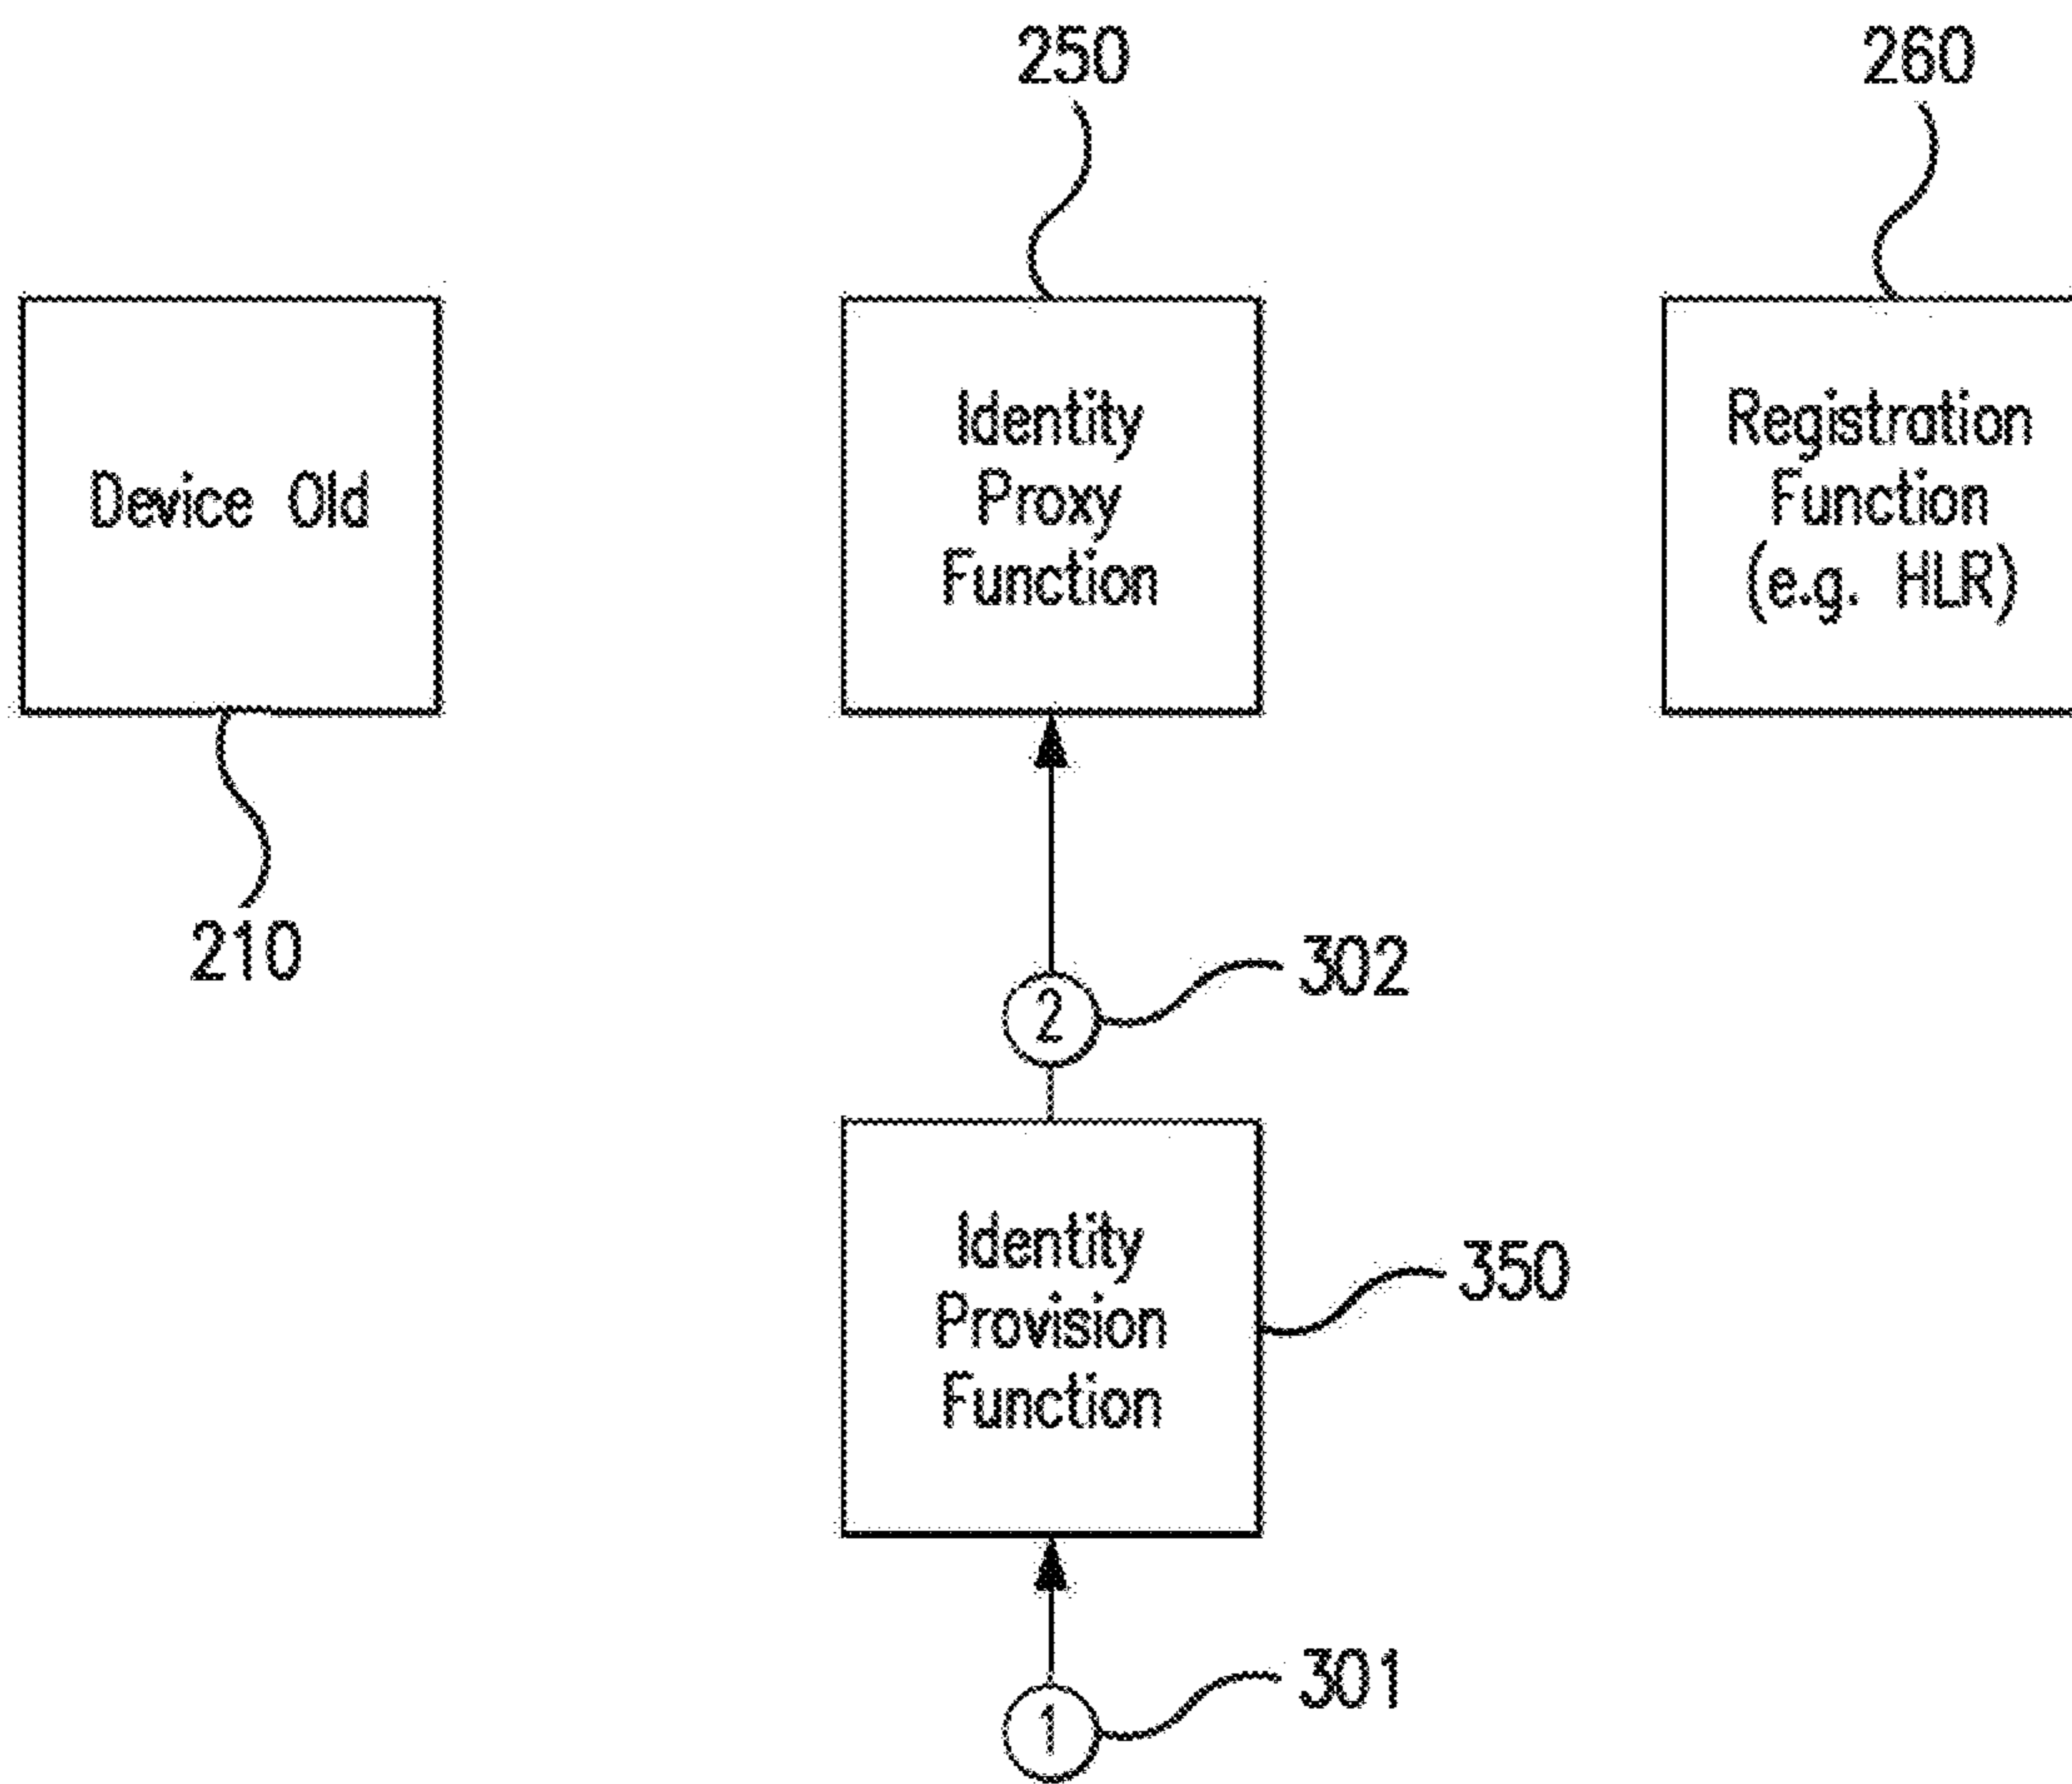 250
260
Device Old
Identity
Proxy
Function
Registration
Function
(e.g. HLR)
210
302
2
Identity
Provision
Function
350
301
1